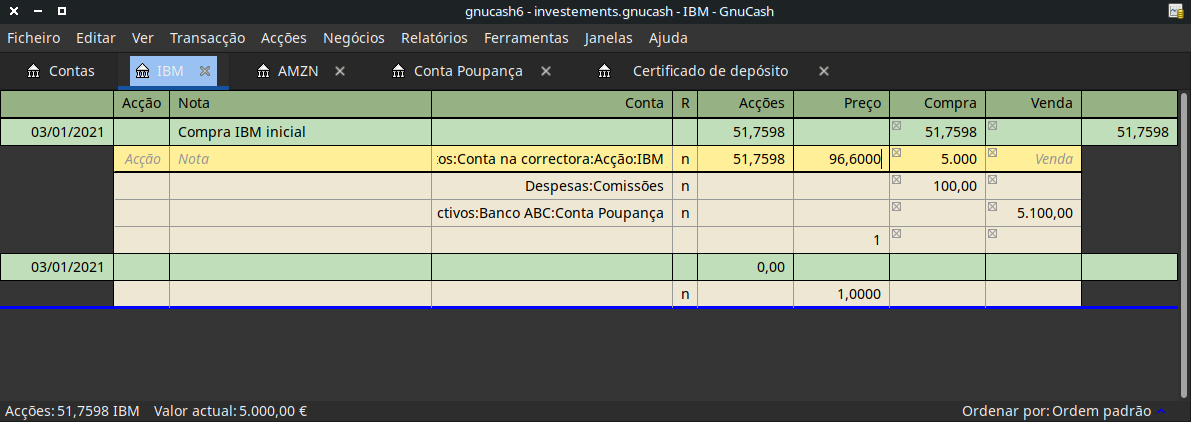 gnucash6 - investements.gnucash - IBM - GnuCash
Ficheiro Editar Ver Transacção Acções Negócios Relatórios Ferramentas Janelas Ajuda
Contas IBM AMZN Conta Poupança Certificado de depósito
Acção Nota Conta R Acções Preço Compra Venda
03/01/2021 Compra IBM inicial 51,7598 51,7598 51,7598
Acção Nota os:Conta na correctora:Acção:IBM n 51,7598 96,6000 5.000 Venda
Despesas:Comissões n 100,00
ctivos:Banco ABC:Conta Poupança n 5.100,00
1
03/01/2021 0,00
n 1,0000
Acções: 51,7598 IBM Valor actual: 5.000,00 € Ordenar por: Ordem padrão